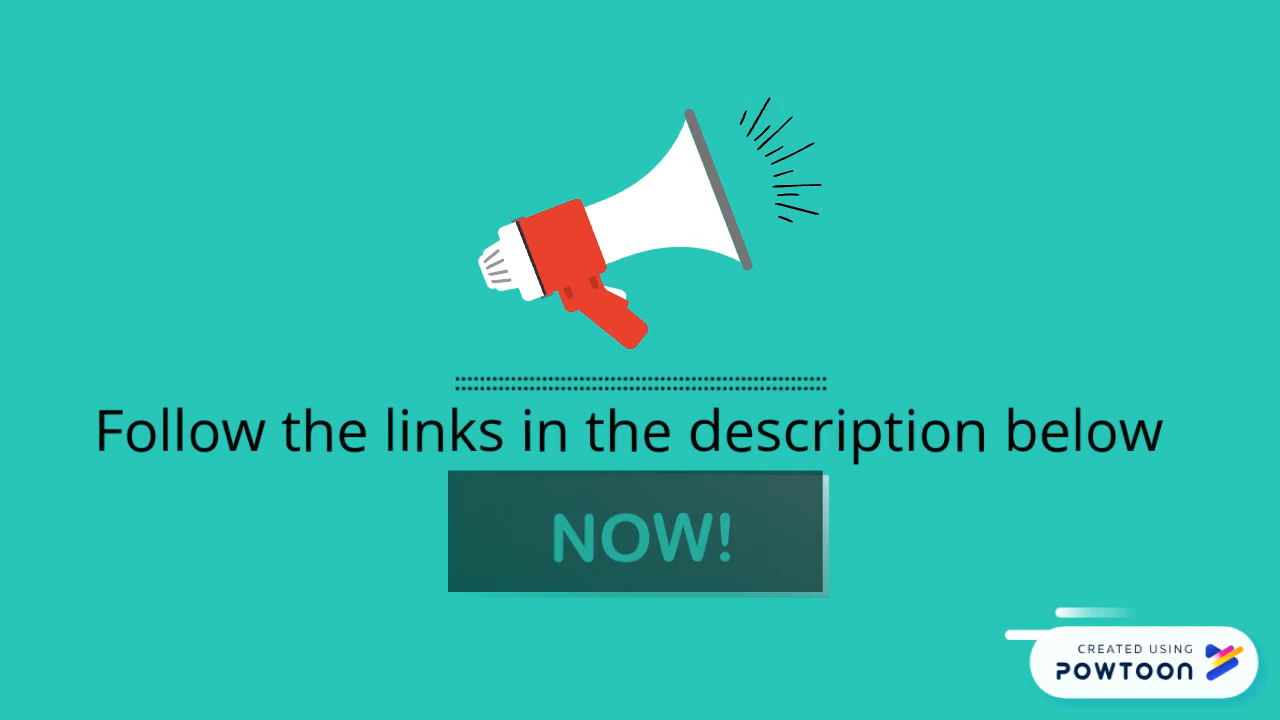 Follow the links in the description below
NOW!
CREATED USING
POWTOON